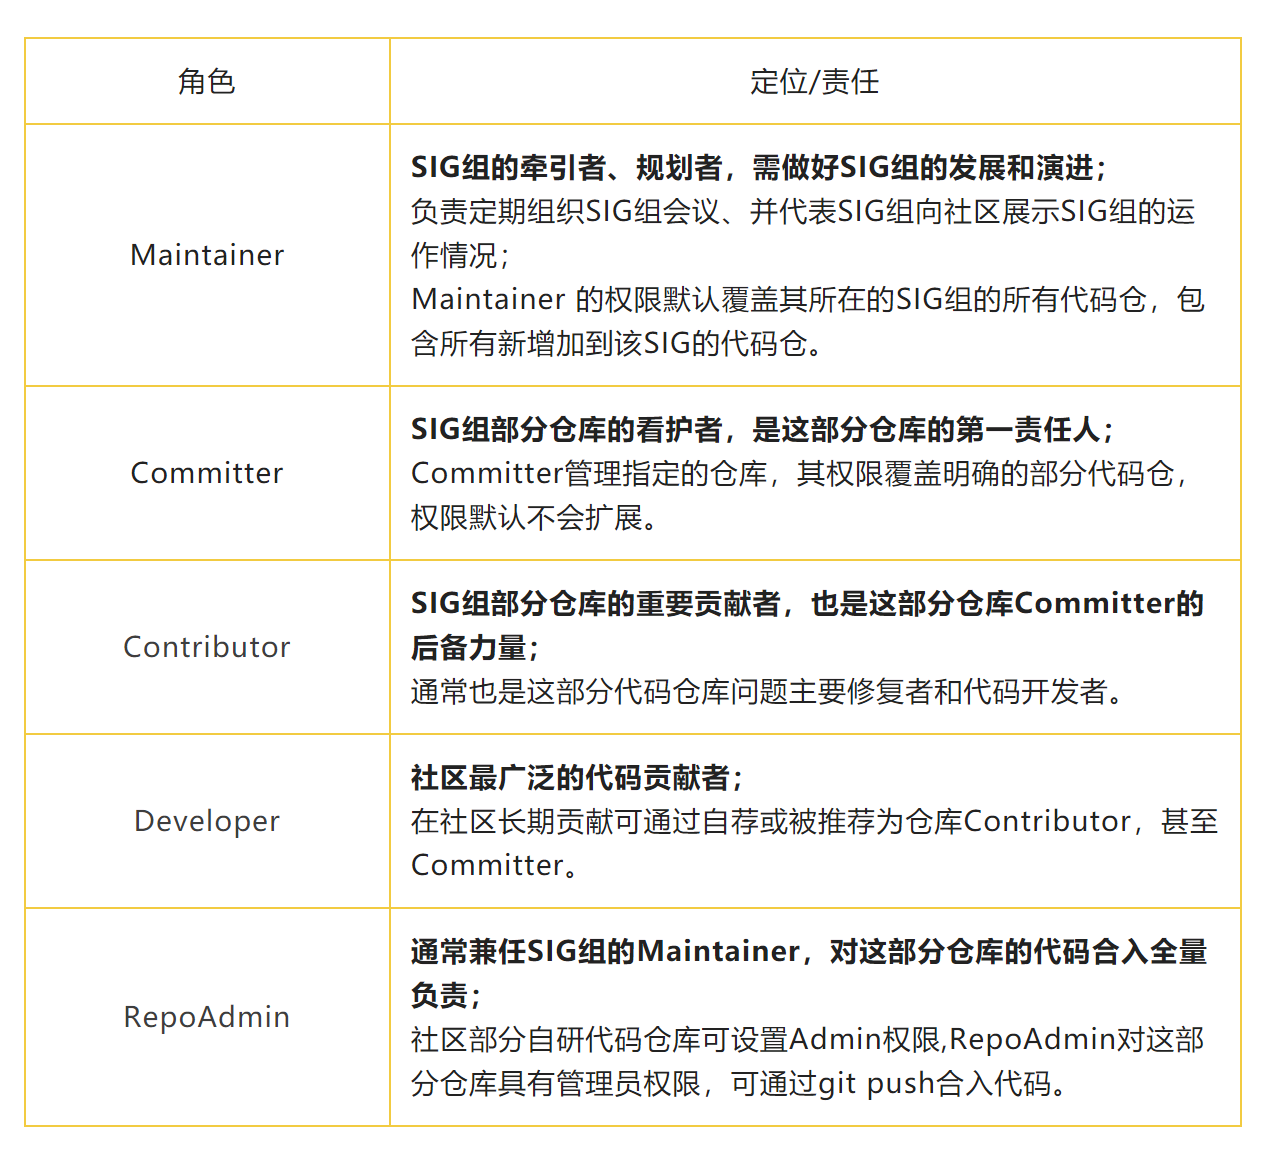 角色
定位/责任
Maintainer
SIG组的牵引者、规划者，需做好SIG组的发展和演进；
负责定期组织SIG组会议、并代表SIG组向社区展示SIG组的运
作情况；
Maintainer 的权限默认覆盖其所在的SIG组的所有代码仓，包
含所有新增加到该SIG的代码仓。
Committer
SIG组部分仓库的看护者，是这部分仓库的第一责任人；
Committer管理指定的仓库，其权限覆盖明确的部分代码仓，
权限默认不会扩展。
Contributor
SIG组部分仓库的重要贡献者，也是这部分仓库Committer的
后备力量；
通常也是这部分代码仓库问题主要修复者和代码开发者。
Developer
社区最广泛的代码贡献者；
在社区长期贡献可通过自荐或被推荐为仓库Contributor，甚至
Committer。
RepoAdmin
通常兼任SIG组的Maintainer，对这部分仓库的代码合入全量
负责；
社区部分自研代码仓库可设置Admin权限,RepoAdmin对这部
分仓库具有管理员权限，可通过git push合入代码。